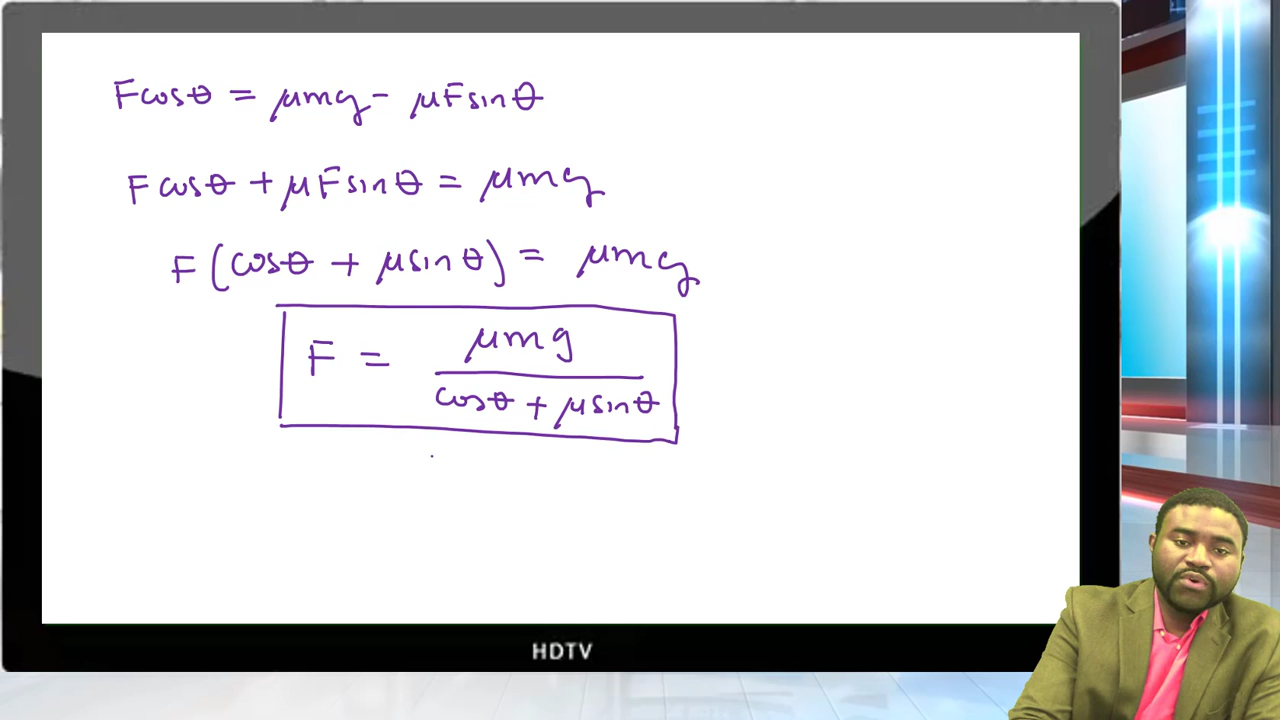 Fcosθ = μmg - μFsinθ
Fcosθ + μFsinθ = μmg
F(cosθ + μsinθ) = μmg
F = μmg / cosθ + μsinθ
HDTV